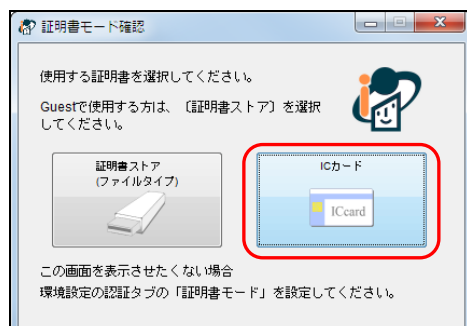 証明書モード確認
使用する証明書を選択してください。
Guestで使用する方は、〔証明書ストア〕を選択
してください。
証明書ストア
(ファイルタイプ)
ICカード
ICcard
この画面を表示させたくない場合
環境設定の認証タブの「証明書モード」を設定してください。